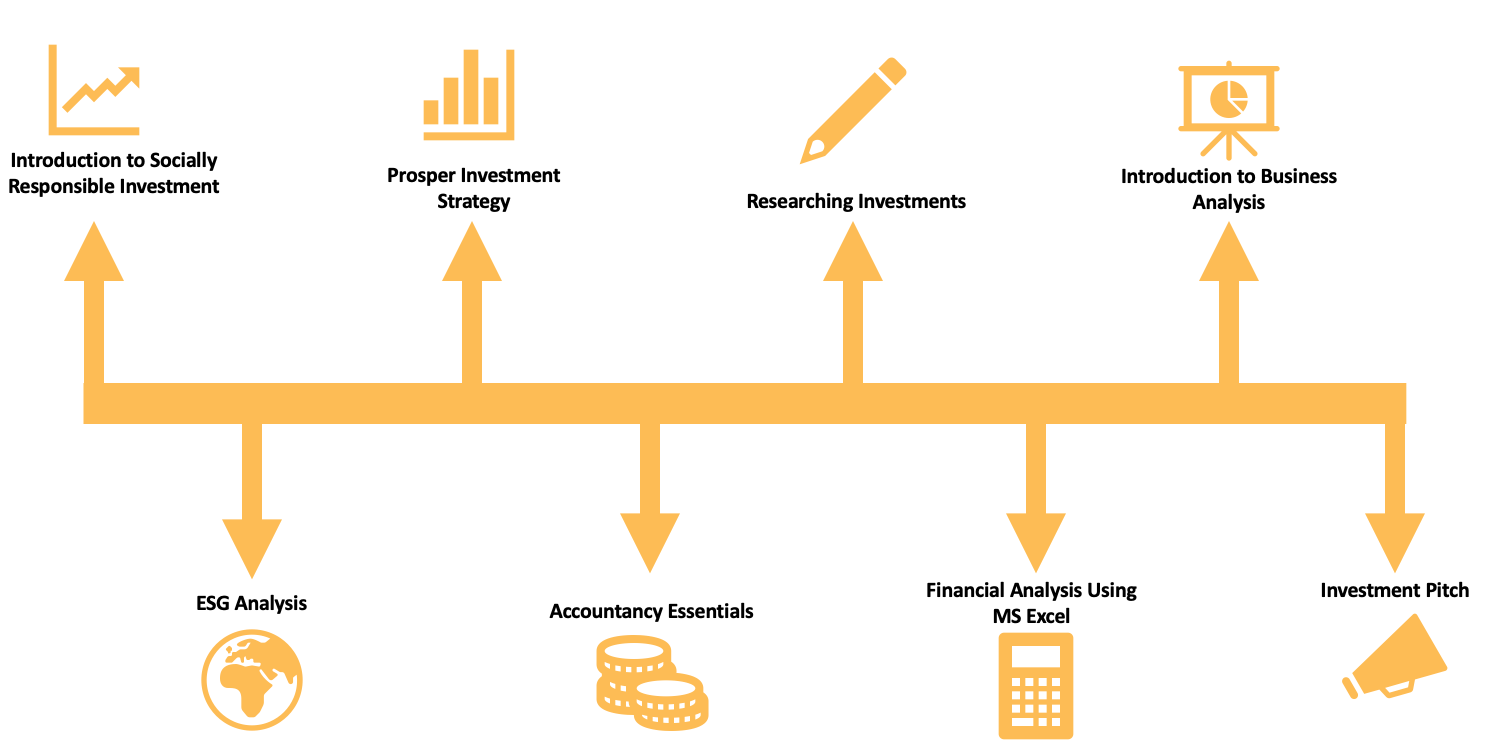 Introduction to Socially
Responsible Investment
Prosper Investment
Strategy
Researching Investments
Introduction to Business
Analysis
ESG Analysis
Accountancy Essentials
Financial Analysis Using
MS Excel
Investment Pitch